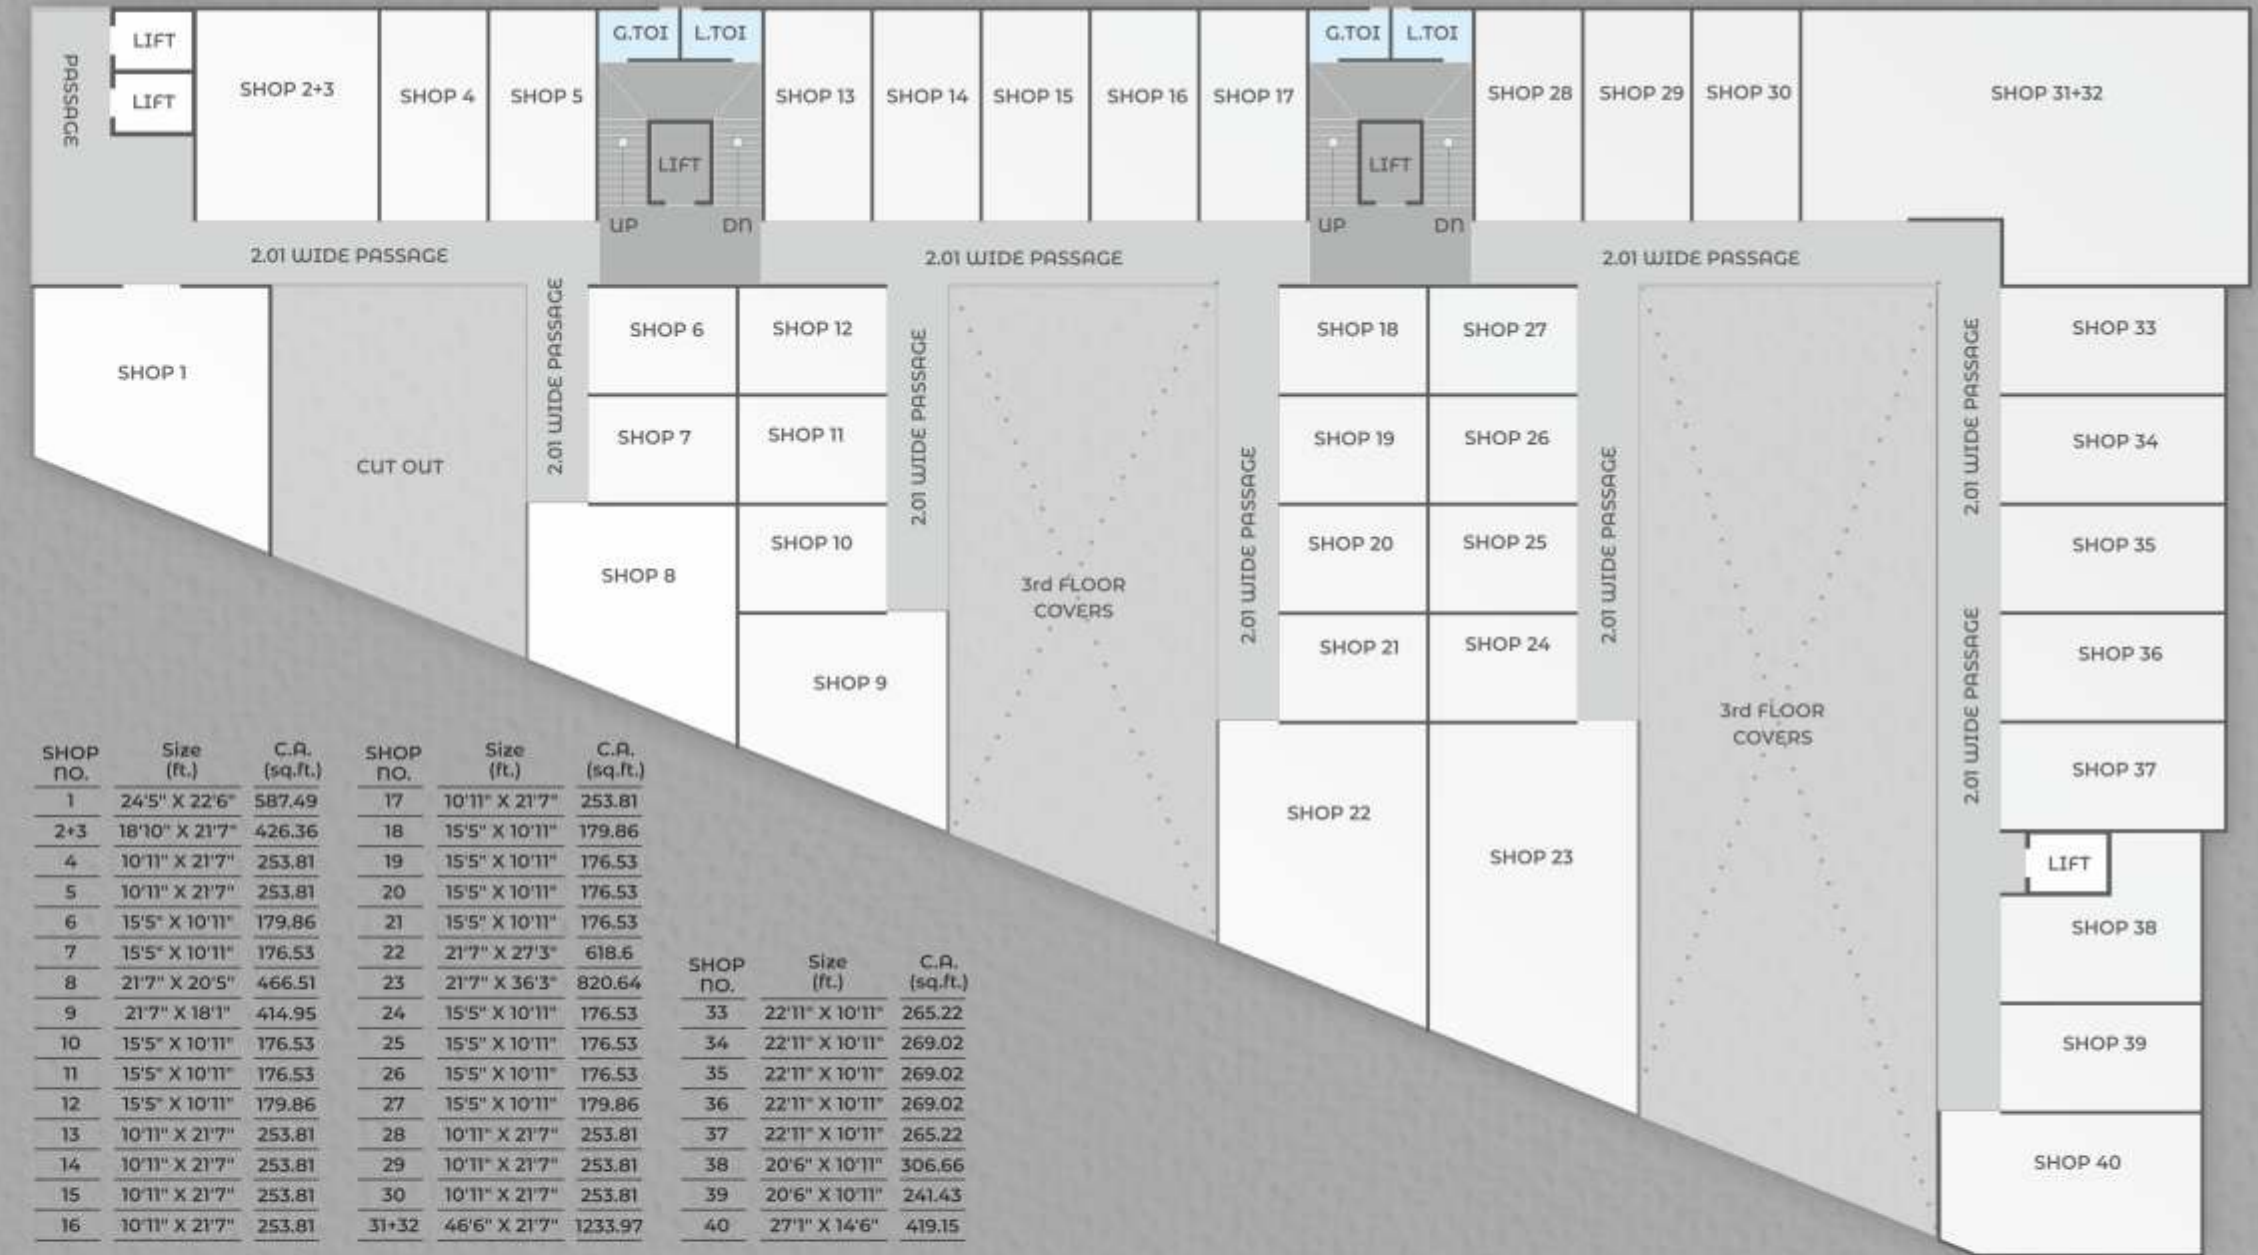 PASSAGE
LIFT
LIFT
SHOP 2+3
SHOP 4
SHOP 5
G.TOI
L.TOI
LIFT
UP
DN
SHOP 13
SHOP 14
SHOP 15
SHOP 16
SHOP 17
G.TOI
L.TOI
LIFT
UP
DN
SHOP 28
SHOP 29
SHOP 30
SHOP 31+32
2.01 WIDE PASSAGE
2.01 WIDE PASSAGE
2.01 WIDE PASSAGE
SHOP 1
CUT OUT
2.01 WIDE PASSAGE
SHOP 6
SHOP 12
SHOP 7
SHOP 11
SHOP 10
SHOP 8
SHOP 9
2.01 WIDE PASSAGE
3rd FLOOR
COVERS
2.01 WIDE PASSAGE
SHOP 18
SHOP 27
SHOP 19
SHOP 26
SHOP 20
SHOP 25
SHOP 21
SHOP 24
SHOP 22
SHOP 23
2.01 WIDE PASSAGE
3rd FLOOR
COVERS
2.01 WIDE PASSAGE
2.01 WIDE PASSAGE
SHOP 33
SHOP 34
SHOP 35
SHOP 36
SHOP 37
LIFT
SHOP 38
SHOP 39
SHOP 40
SHOP NO. Size (ft.) C.A. (sq.ft.)
1 24'5" X 22'6" 587.49
2+3 18'10" X 21'7" 426.36
4 10'11" X 21'7" 253.81
5 10'11" X 21'7" 253.81
6 15'5" X 10'11" 179.86
7 15'5" X 10'11" 176.53
8 21'7" X 20'5" 466.51
9 21'7" X 18'1" 414.95
10 15'5" X 10'11" 176.53
11 15'5" X 10'11" 176.53
12 15'5" X 10'11" 179.86
13 10'11" X 21'7" 253.81
14 10'11" X 21'7" 253.81
15 10'11" X 21'7" 253.81
16 10'11" X 21'7" 253.81
SHOP NO. Size (ft.) C.A. (sq.ft.)
17 10'11" X 21'7" 253.81
18 15'5" X 10'11" 179.86
19 15'5" X 10'11" 176.53
20 15'5" X 10'11" 176.53
21 15'5" X 10'11" 176.53
22 21'7" X 27'3" 618.6
23 21'7" X 36'3" 820.64
24 15'5" X 10'11" 176.53
25 15'5" X 10'11" 176.53
26 15'5" X 10'11" 176.53
27 15'5" X 10'11" 179.86
28 10'11" X 21'7" 253.81
29 10'11" X 21'7" 253.81
30 10'11" X 21'7" 253.81
31+32 46'6" X 21'7" 1233.97
SHOP NO. Size (ft.) C.A. (sq.ft.)
33 22'11" X 10'11" 265.22
34 22'11" X 10'11" 269.02
35 22'11" X 10'11" 269.02
36 22'11" X 10'11" 269.02
37 22'11" X 10'11" 265.22
38 20'6" X 10'11" 306.66
39 20'6" X 10'11" 241.43
40 27'1" X 14'6" 419.15